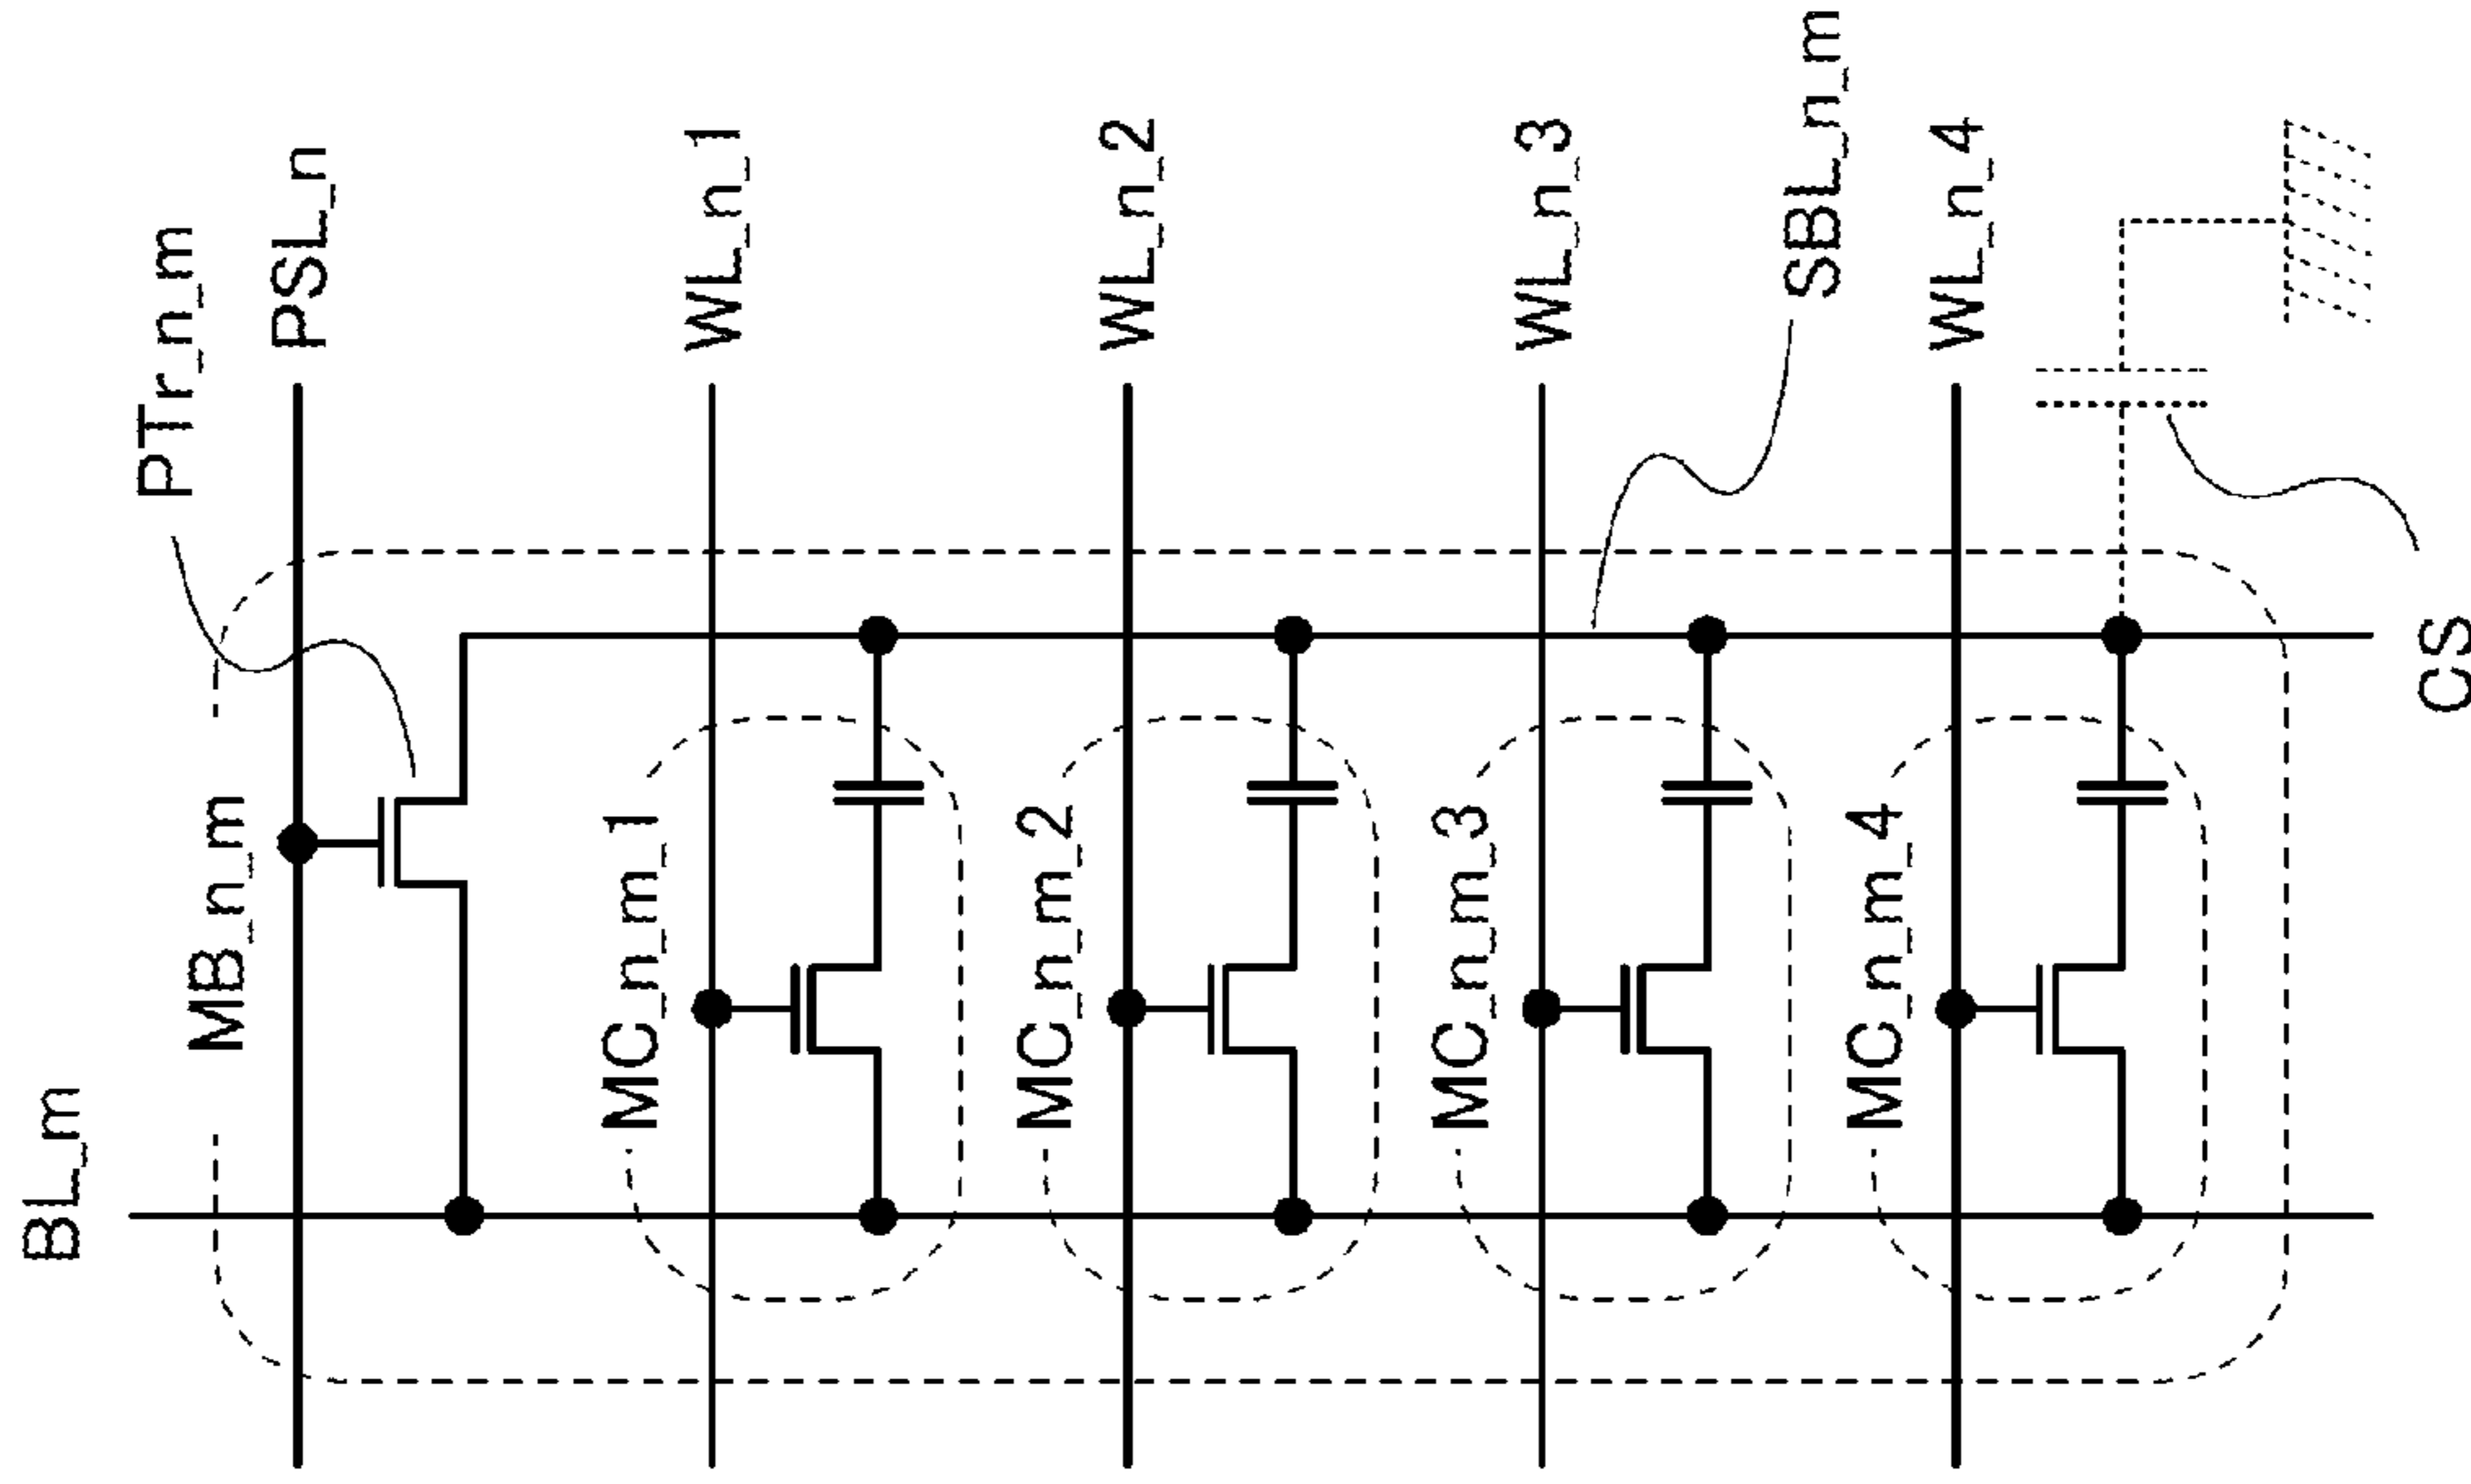 BL_m
MB_n_m
PTr_n_m
PSL_n
MC_n_m_1
WL_n_1
MC_n_m_2
WL_n_2
MC_n_m_3
WL_n_3
SBL_n_m
MC_n_m_4
WL_n_4
CS